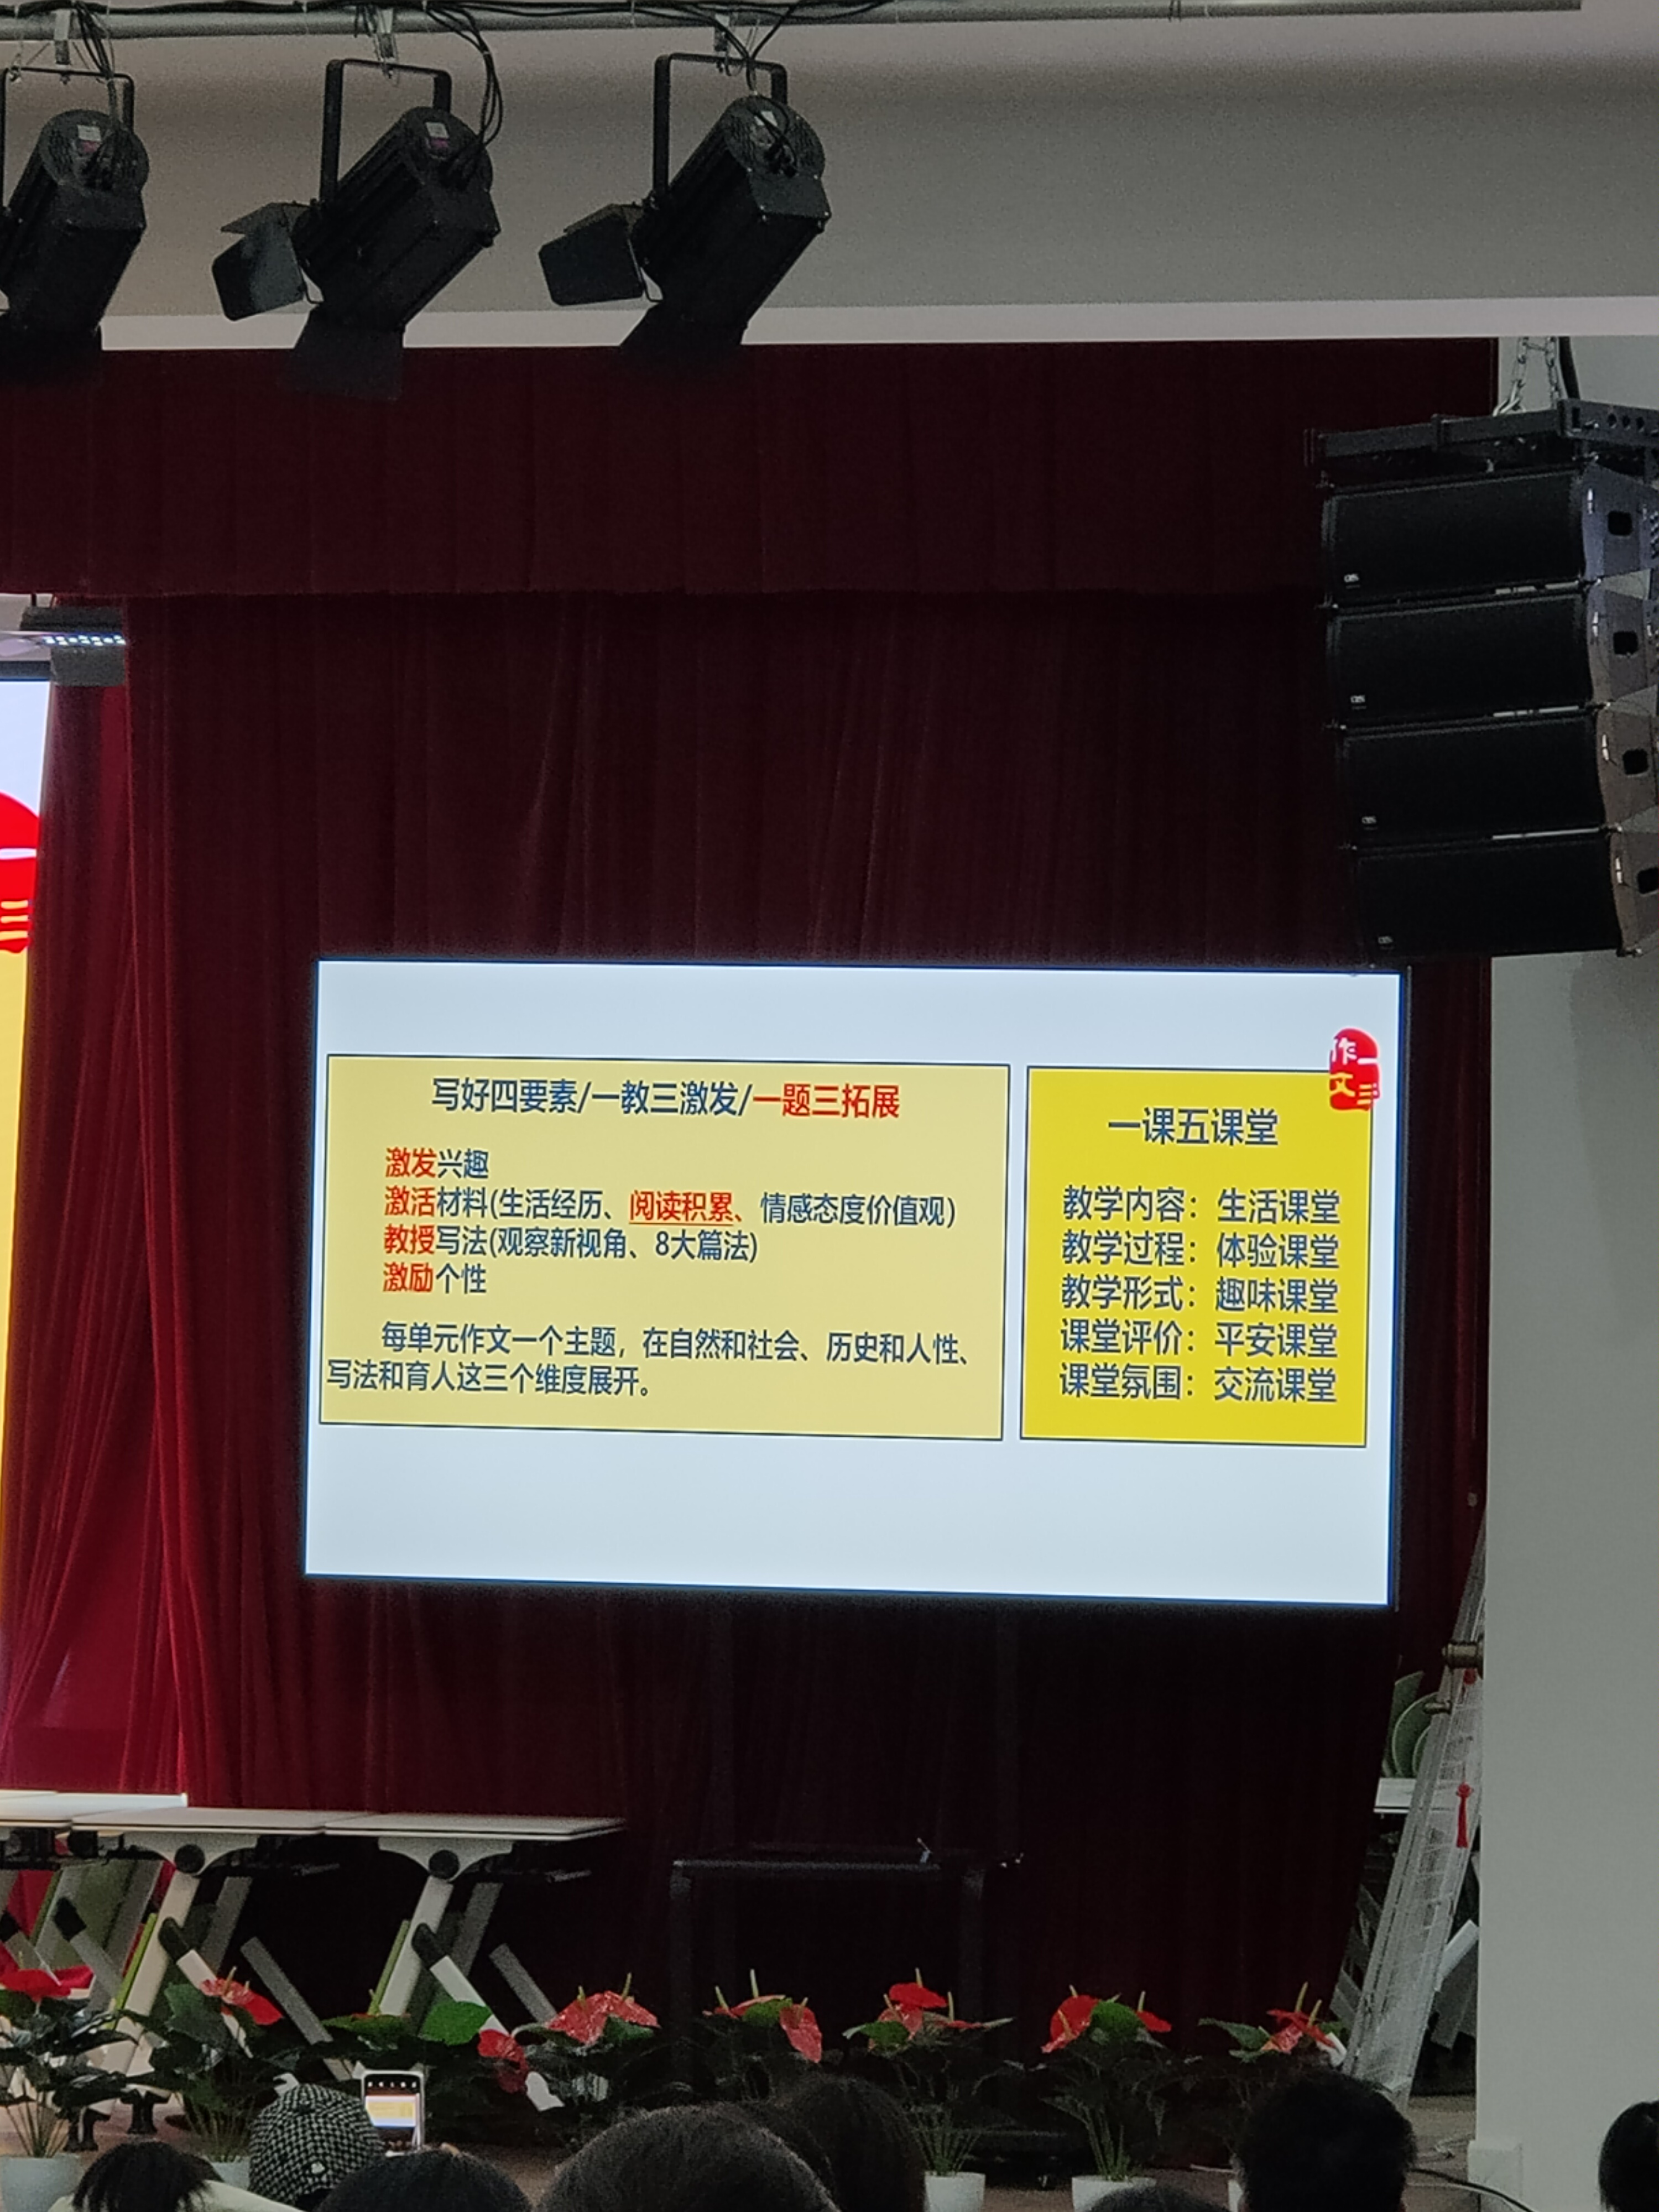 写好四要素/一教三激发/一题三拓展
激发兴趣
激活材料(生活经历、阅读积累、情感态度价值观)
教授写法(观察新视角、8大篇法)
激励个性
每单元作文一个主题，在自然和社会、历史和人性、
写法和育人这三个维度展开。
作一
文三
一课五课堂
教学内容：生活课堂
教学过程：体验课堂
教学形式：趣味课堂
课堂评价：平安课堂
课堂氛围：交流课堂